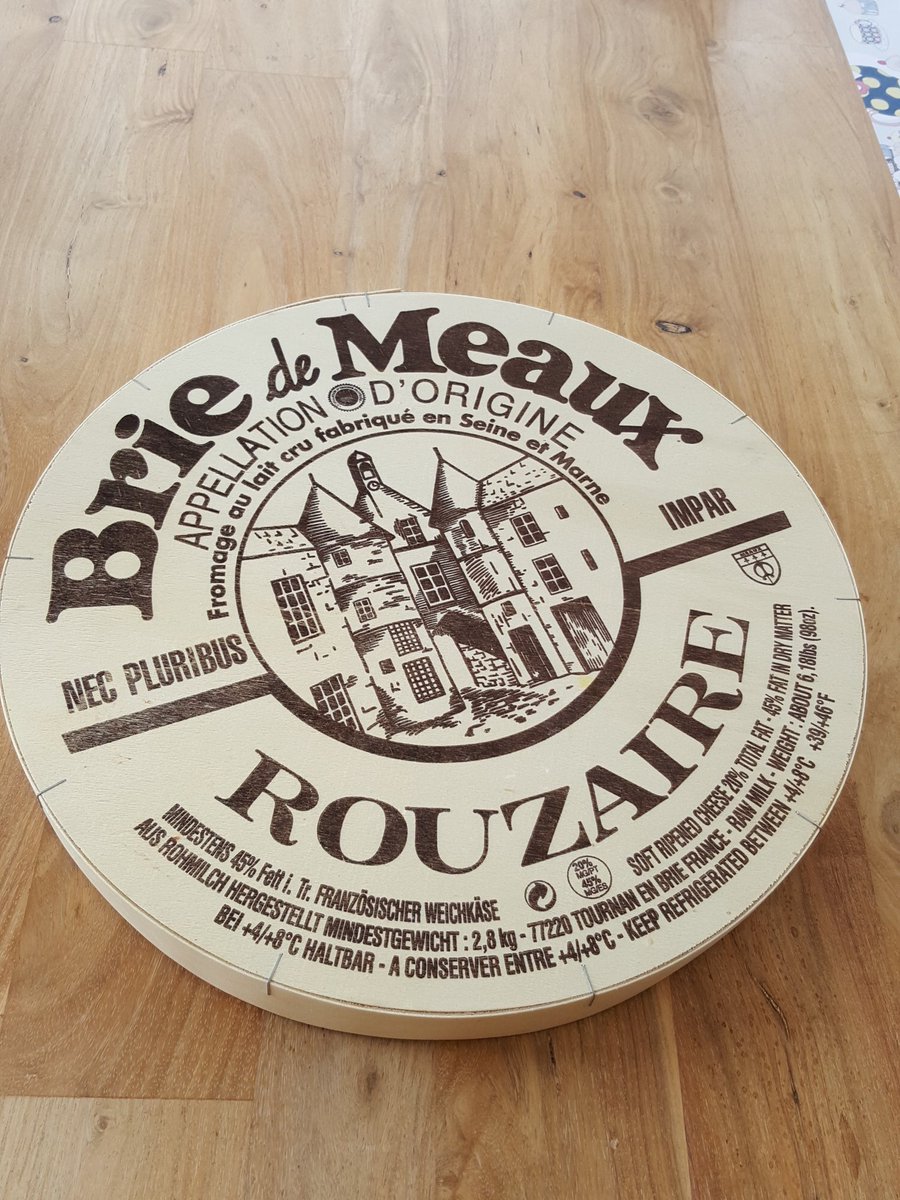 Brie de Meaux
APPELLATION D'ORIGINE
Fromage au lait cru fabriqué en Seine et Marne
NEC PLURIBUS
IMPAR
ROUZAIRE
MINDESTENS 45% Fett i. Tr. FRANZÖSISCHER WEICHKÄSE
20%
MG/PT
45%
MG/ES
SOFT RIPENED CHEESE 20% TOTAL FAT - 45% FAT IN DRY MATTER
AUS ROHMILCH HERGESTELLT MINDESTGEWICHT : 2,8 kg - 77220 TOURNAN EN BRIE FRANCE - RAW MILK - WEIGHT : ABOUT 6,18lbs (98oz).
BEI +4/+8°C HALTBAR - A CONSERVER ENTRE +4/+8°C - KEEP REFRIGERATED BETWEEN +4/+8°C +39/+46°F